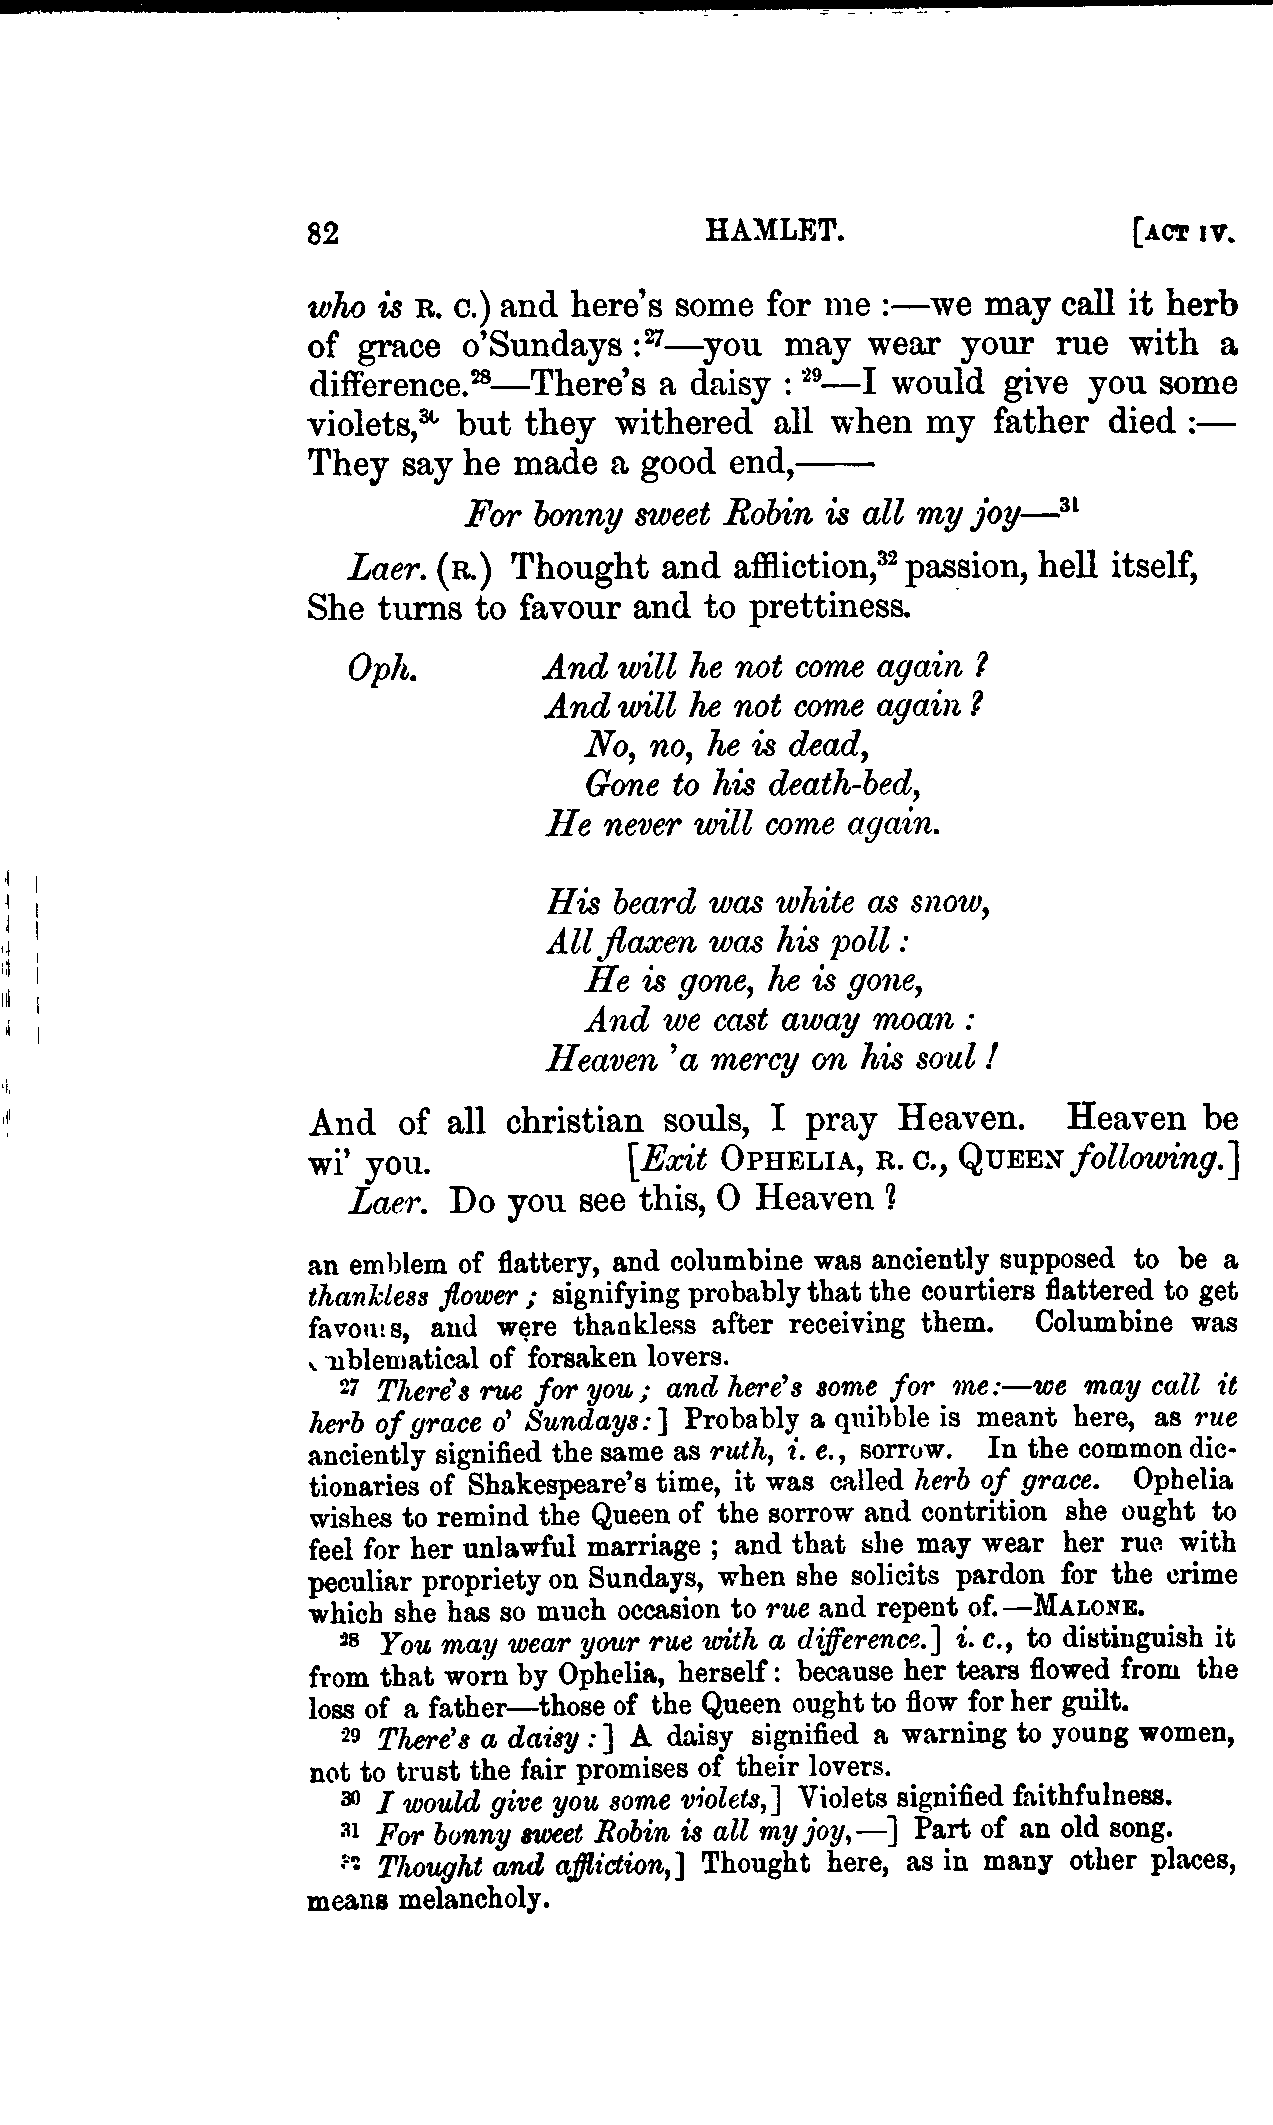 82 HAMLET. [ACT IV.
who is R. C.) and here's some for me :—we may call it herb
of grace o'Sundays :27—you may wear your rue with a
difference.28—There's a daisy : 29—I would give you some
violets,30 but they withered all when my father died :—
They say he made a good end,——
For bonny sweet Robin is all my joy—31
Laer. (R.) Thought and affliction,32 passion, hell itself,
She turns to favour and to prettiness.
Oph. And will he not come again ?
And will he not come again ?
No, no, he is dead,
Gone to his death-bed,
He never will come again.
His beard was white as snow,
All flaxen was his poll :
He is gone, he is gone,
And we cast away moan :
Heaven 'a mercy on his soul !
And of all christian souls, I pray Heaven. Heaven be
wi' you. [Exit OPHELIA, R. C., QUEEN following.]
Laer. Do you see this, O Heaven ?
an emblem of flattery, and columbine was anciently supposed to be a
thankless flower ; signifying probably that the courtiers flattered to get
favours, and were thankless after receiving them. Columbine was
emblematical of forsaken lovers.
27 There's rue for you ; and here's some for me:—we may call it
herb of grace o' Sundays: ] Probably a quibble is meant here, as rue
anciently signified the same as ruth, i. e., sorrow. In the common dic-
tionaries of Shakespeare's time, it was called herb of grace. Ophelia
wishes to remind the Queen of the sorrow and contrition she ought to
feel for her unlawful marriage ; and that she may wear her rue with
peculiar propriety on Sundays, when she solicits pardon for the crime
which she has so much occasion to rue and repent of.—MALONE.
28 You may wear your rue with a difference.] i. e., to distinguish it
from that worn by Ophelia, herself : because her tears flowed from the
loss of a father—those of the Queen ought to flow for her guilt.
29 There's a daisy : ] A daisy signified a warning to young women,
not to trust the fair promises of their lovers.
30 I would give you some violets,] Violets signified faithfulness.
31 For bonny sweet Robin is all my joy,—] Part of an old song.
32 Thought and affliction,] Thought here, as in many other places,
means melancholy.